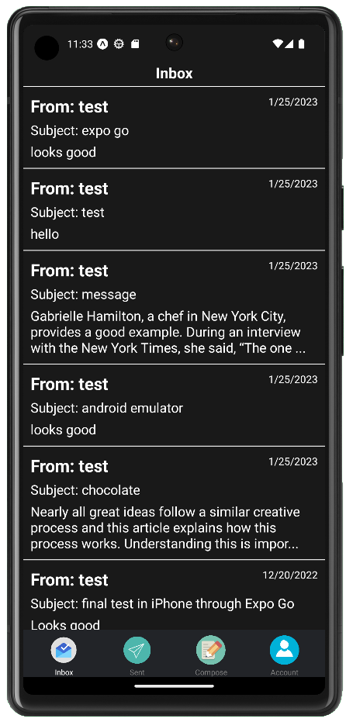 11:33
Inbox
From: test
1/25/2023
Subject: expo go
looks good
From: test
1/25/2023
Subject: test
hello
From: test
1/25/2023
Subject: message
Gabrielle Hamilton, a chef in New York City,
provides a good example. During an interview
with the New York Times, she said, “The one ...
From: test
1/25/2023
Subject: android emulator
looks good
From: test
1/25/2023
Subject: chocolate
Nearly all great ideas follow a similar creative
process and this article explains how this
process works. Understanding this is impor...
From: test
12/20/2022
Subject: final test in iPhone through Expo Go
Looks good
Inbox
Sent
Compose
Account